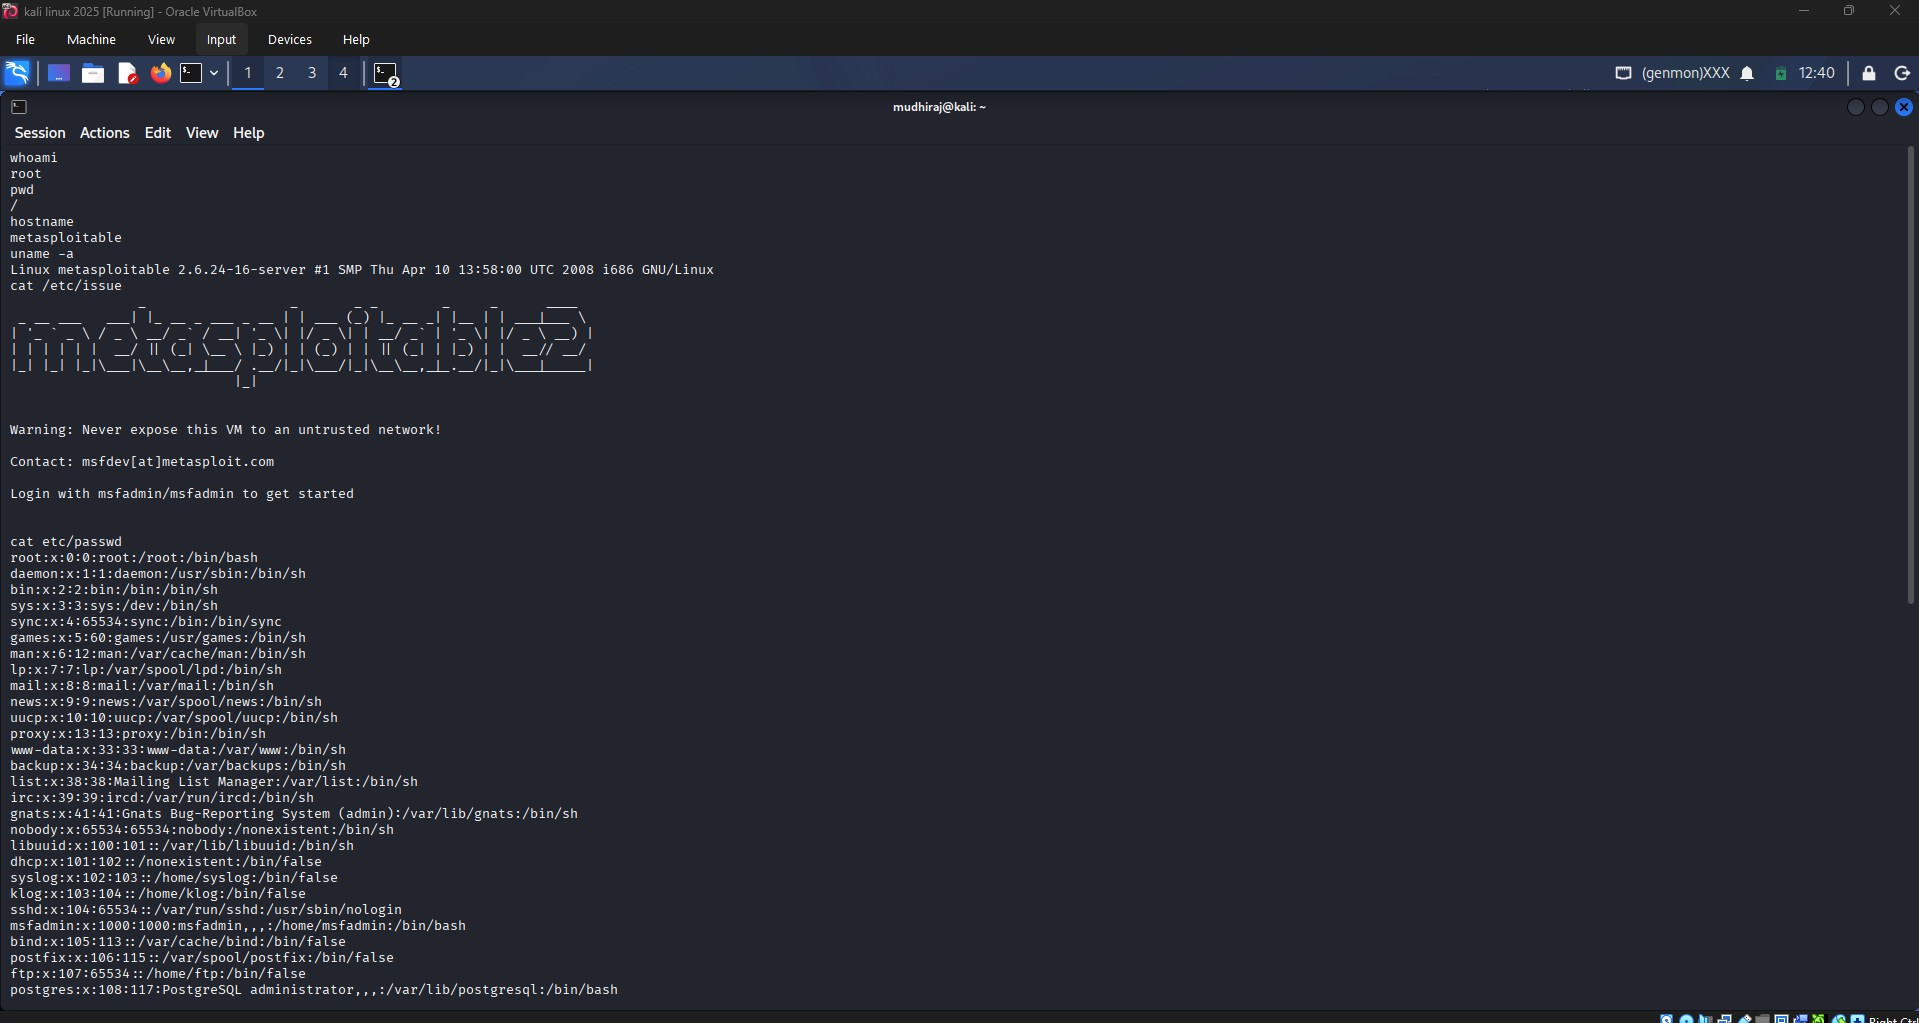 kali linux 2025 [Running] - Oracle VirtualBox
File Machine View Input Devices Help
1 2 3 4 2 (genmon)XXX 12:40
mudhiraj@kali: ~
Session Actions Edit View Help
whoami
root
pwd
/
hostname
metasploitable
uname -a
Linux metasploitable 2.6.24-16-server #1 SMP Thu Apr 10 13:58:00 UTC 2008 i686 GNU/Linux
cat /etc/issue
metasploitable2
Warning: Never expose this VM to an untrusted network!
Contact: msfdev[at]metasploit.com
Login with msfadmin/msfadmin to get started
cat etc/passwd
root:x:0:0:root:/root:/bin/bash
daemon:x:1:1:daemon:/usr/sbin:/bin/sh
bin:x:2:2:bin:/bin:/bin/sh
sys:x:3:3:sys:/dev:/bin/sh
sync:x:4:65534:sync:/bin:/bin/sync
games:x:5:60:games:/usr/games:/bin/sh
man:x:6:12:man:/var/cache/man:/bin/sh
lp:x:7:7:lp:/var/spool/lpd:/bin/sh
mail:x:8:8:mail:/var/mail:/bin/sh
news:x:9:9:news:/var/spool/news:/bin/sh
uucp:x:10:10:uucp:/var/spool/uucp:/bin/sh
proxy:x:13:13:proxy:/bin:/bin/sh
www-data:x:33:33:www-data:/var/www:/bin/sh
backup:x:34:34:backup:/var/backups:/bin/sh
list:x:38:38:Mailing List Manager:/var/list:/bin/sh
irc:x:39:39:ircd:/var/run/ircd:/bin/sh
gnats:x:41:41:Gnats Bug-Reporting System (admin):/var/lib/gnats:/bin/sh
nobody:x:65534:65534:nobody:/nonexistent:/bin/sh
libuuid:x:100:101::/var/lib/libuuid:/bin/sh
dhcp:x:101:102::/nonexistent:/bin/false
syslog:x:102:103::/home/syslog:/bin/false
klog:x:103:104::/home/klog:/bin/false
sshd:x:104:65534::/var/run/sshd:/usr/sbin/nologin
msfadmin:x:1000:1000:msfadmin,,,:/home/msfadmin:/bin/bash
bind:x:105:113::/var/cache/bind:/bin/false
postfix:x:106:115::/var/spool/postfix:/bin/false
ftp:x:107:65534::/home/ftp:/bin/false
postgres:x:108:117:PostgreSQL administrator,,,:/var/lib/postgresql:/bin/bash
Right Ctrl